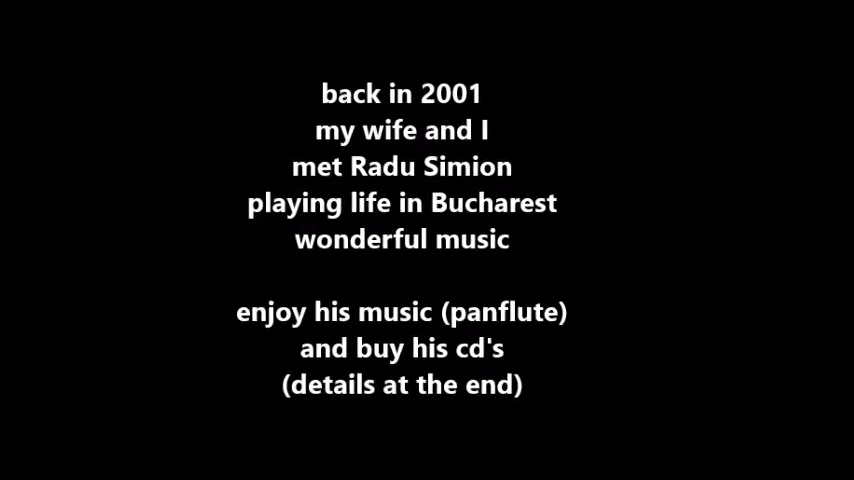 back in 2001
my wife and I
met Radu Simion
playing life in Bucharest
wonderful music
enjoy his music (panflute)
and buy his cd's
(details at the end)